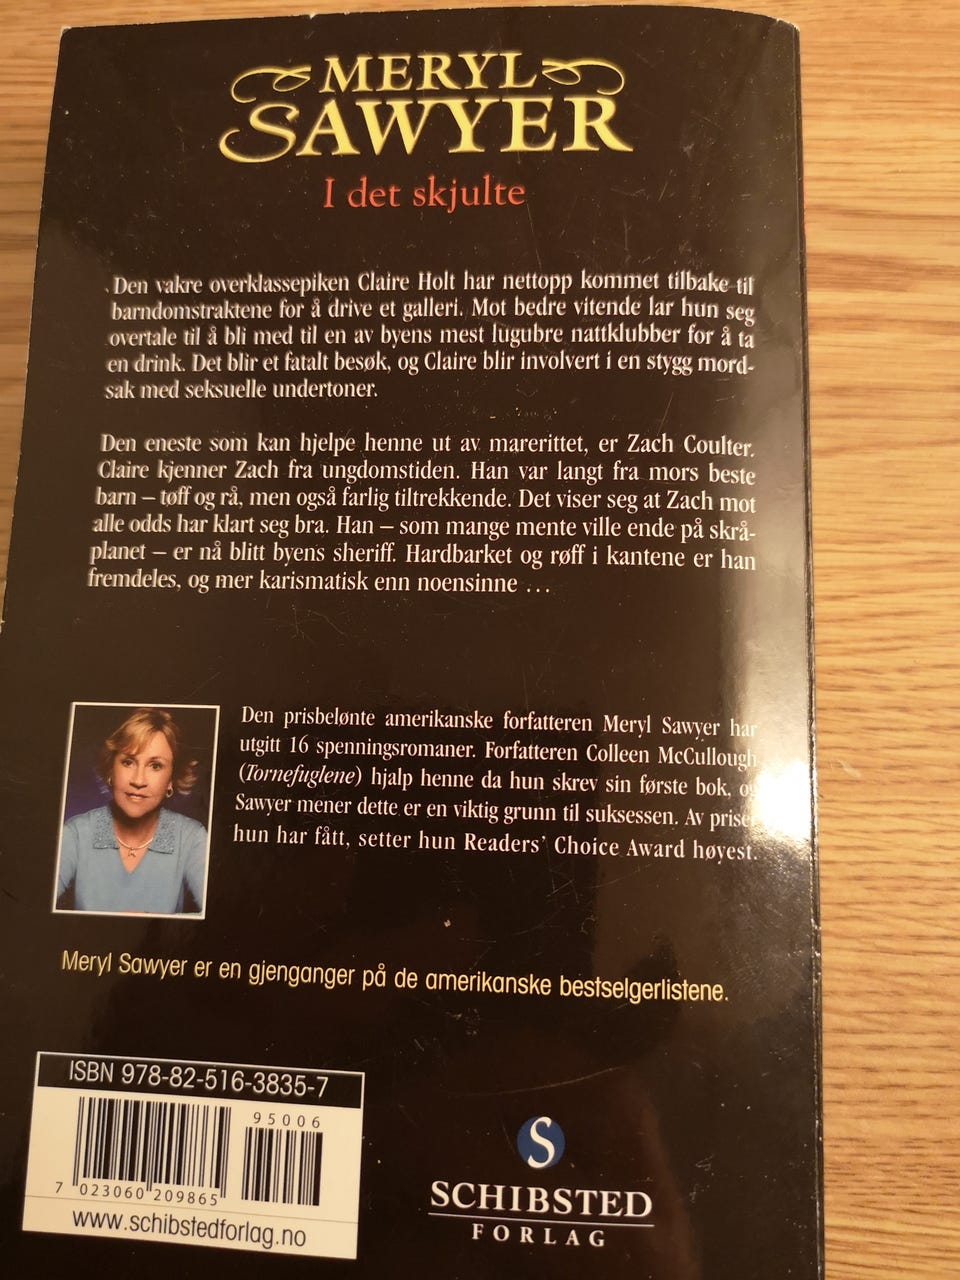 MERYL
SAWYER
I det skjulte
Den vakre overklassepiken Claire Holt har nettopp kommet tilbake til
barndomstraktene for å drive et galleri. Mot bedre vitende lar hun seg
overtale til å bli med til en av byens mest lugubre nattklubber for å ta
en drink. Det blir et fatalt besøk, og Claire blir involvert i en stygg mord-
sak med seksuelle undertoner.
Den eneste som kan hjelpe henne ut av marerittet, er Zach Coulter.
Claire kjenner Zach fra ungdomstiden. Han var langt fra mors beste
barn – tøff og rå, men også farlig tiltrekkende. Det viser seg at Zach mot
alle odds har klart seg bra. Han – som mange mente ville ende på skrå-
planet – er nå blitt byens sheriff. Hardbarket og røff i kantene er han
fremdeles, og mer karismatisk enn noensinne …
Den prisbelønte amerikanske forfatteren Meryl Sawyer har
utgitt 16 spenningsromaner. Forfatteren Colleen McCullough
(Tornefuglene) hjalp henne da hun skrev sin første bok, og
Sawyer mener dette er en viktig grunn til suksessen. Av priser
hun har fått, setter hun Readers' Choice Award høyest.
Meryl Sawyer er en gjenganger på de amerikanske bestselgerlistene.
ISBN 978-82-516-3835-7
95006
7 023060 209865
www.schibstedforlag.no
S
SCHIBSTED
FORLAG